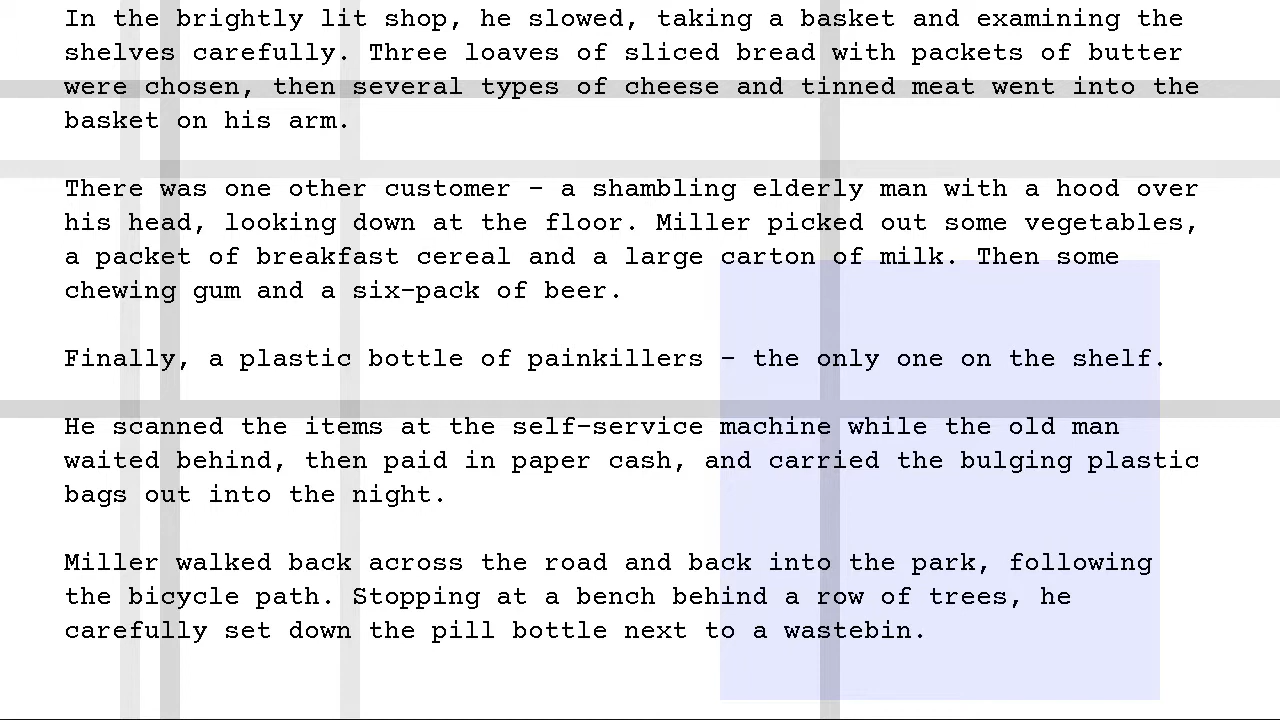 In the brightly lit shop, he slowed, taking a basket and examining the
shelves carefully. Three loaves of sliced bread with packets of butter
were chosen, then several types of cheese and tinned meat went into the
basket on his arm.
There was one other customer – a shambling elderly man with a hood over
his head, looking down at the floor. Miller picked out some vegetables,
a packet of breakfast cereal and a large carton of milk. Then some
chewing gum and a six-pack of beer.
Finally, a plastic bottle of painkillers – the only one on the shelf.
He scanned the items at the self-service machine while the old man
waited behind, then paid in paper cash, and carried the bulging plastic
bags out into the night.
Miller walked back across the road and back into the park, following
the bicycle path. Stopping at a bench behind a row of trees, he
carefully set down the pill bottle next to a wastebin.